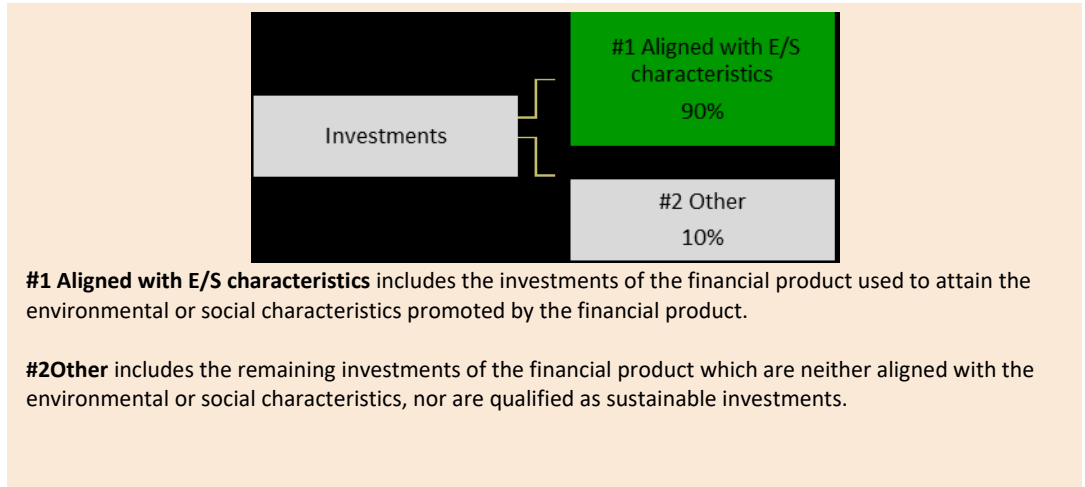 #1 Aligned with E/S
characteristics
90%
Investments
#2 Other
10%
#1 Aligned with E/S characteristics includes the investments of the financial product used to attain the
environmental or social characteristics promoted by the financial product.
#2Other includes the remaining investments of the financial product which are neither aligned with the
environmental or social characteristics, nor are qualified as sustainable investments.